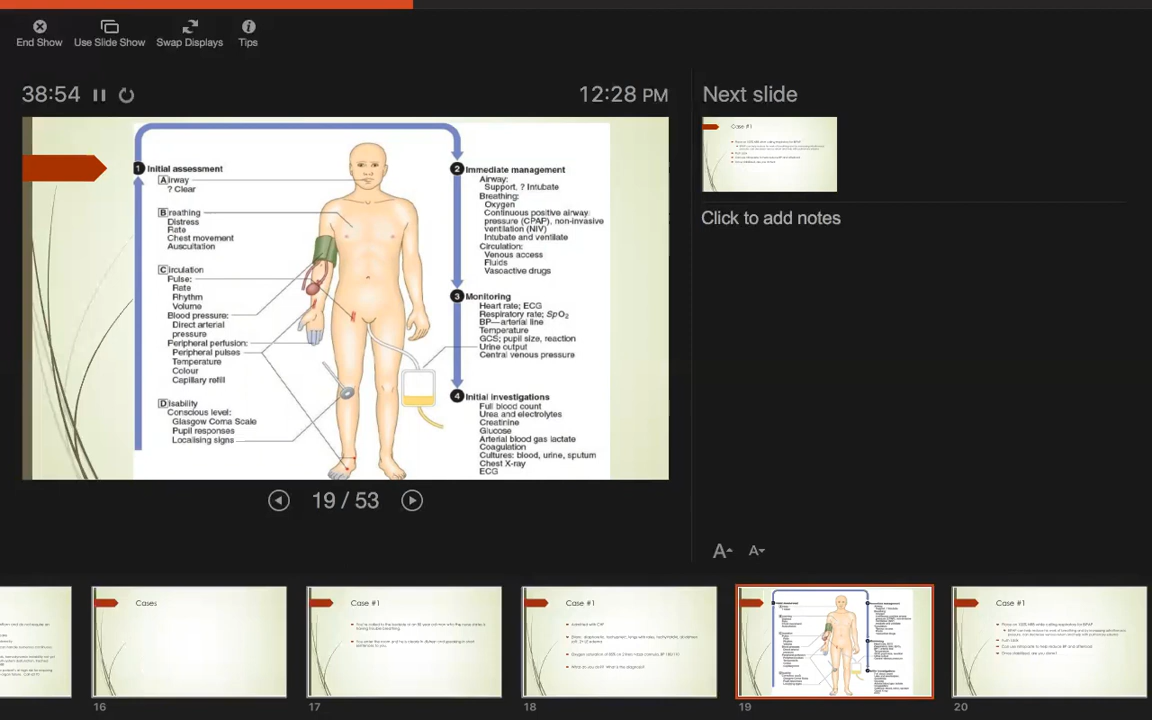 End Show
Use Slide Show
Swap Displays
Tips
38:54
12:28 PM
Next slide
Case #1
Click to add notes
1 Initial assessment
Airway
? Clear
Breathing
Distress
Rate
Chest movement
Auscultation
Circulation
Pulse:
Rate
Rhythm
Volume
Blood pressure:
Direct arterial
pressure
Peripheral perfusion:
Peripheral pulses
Temperature
Colour
Capillary refill
Disability
Conscious level:
Glasgow Coma Scale
Pupil responses
Localising signs
2 Immediate management
Airway:
Support, ? Intubate
Breathing:
Oxygen
Continuous positive airway
pressure (CPAP), non-invasive
ventilation (NIV)
Intubate and ventilate
Circulation:
Venous access
Fluids
Vasoactive drugs
3 Monitoring
Heart rate; ECG
Respiratory rate; SpO2
BP—arterial line
Temperature
GCS; pupil size, reaction
Urine output
Central venous pressure
4 Initial investigations
Full blood count
Urea and electrolytes
Creatinine
Glucose
Arterial blood gas lactate
Coagulation
Cultures: blood, urine, sputum
Chest X-ray
ECG
19 / 53
A A
Cases
Case #1
Case #1
Case #1
16
17
18
19
20